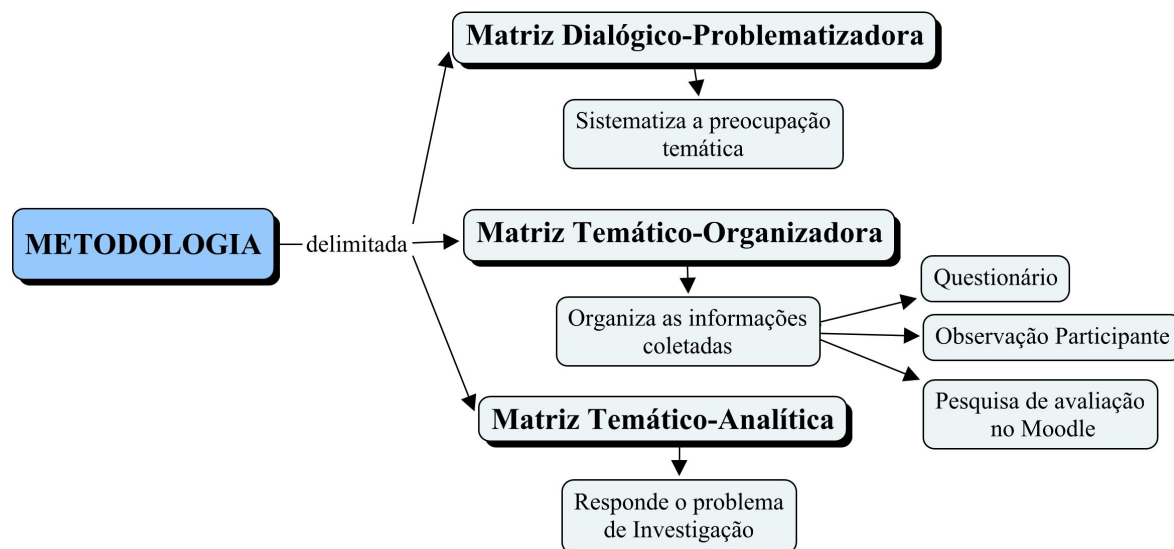 Matriz Dialógico-Problematizadora
Sistematiza a preocupação
temática
METODOLOGIA
delimitada
Matriz Temático-Organizadora
Organiza as informações
coletadas
Questionário
Observação Participante
Pesquisa de avaliação
no Moodle
Matriz Temático-Analítica
Responde o problema
de Investigação